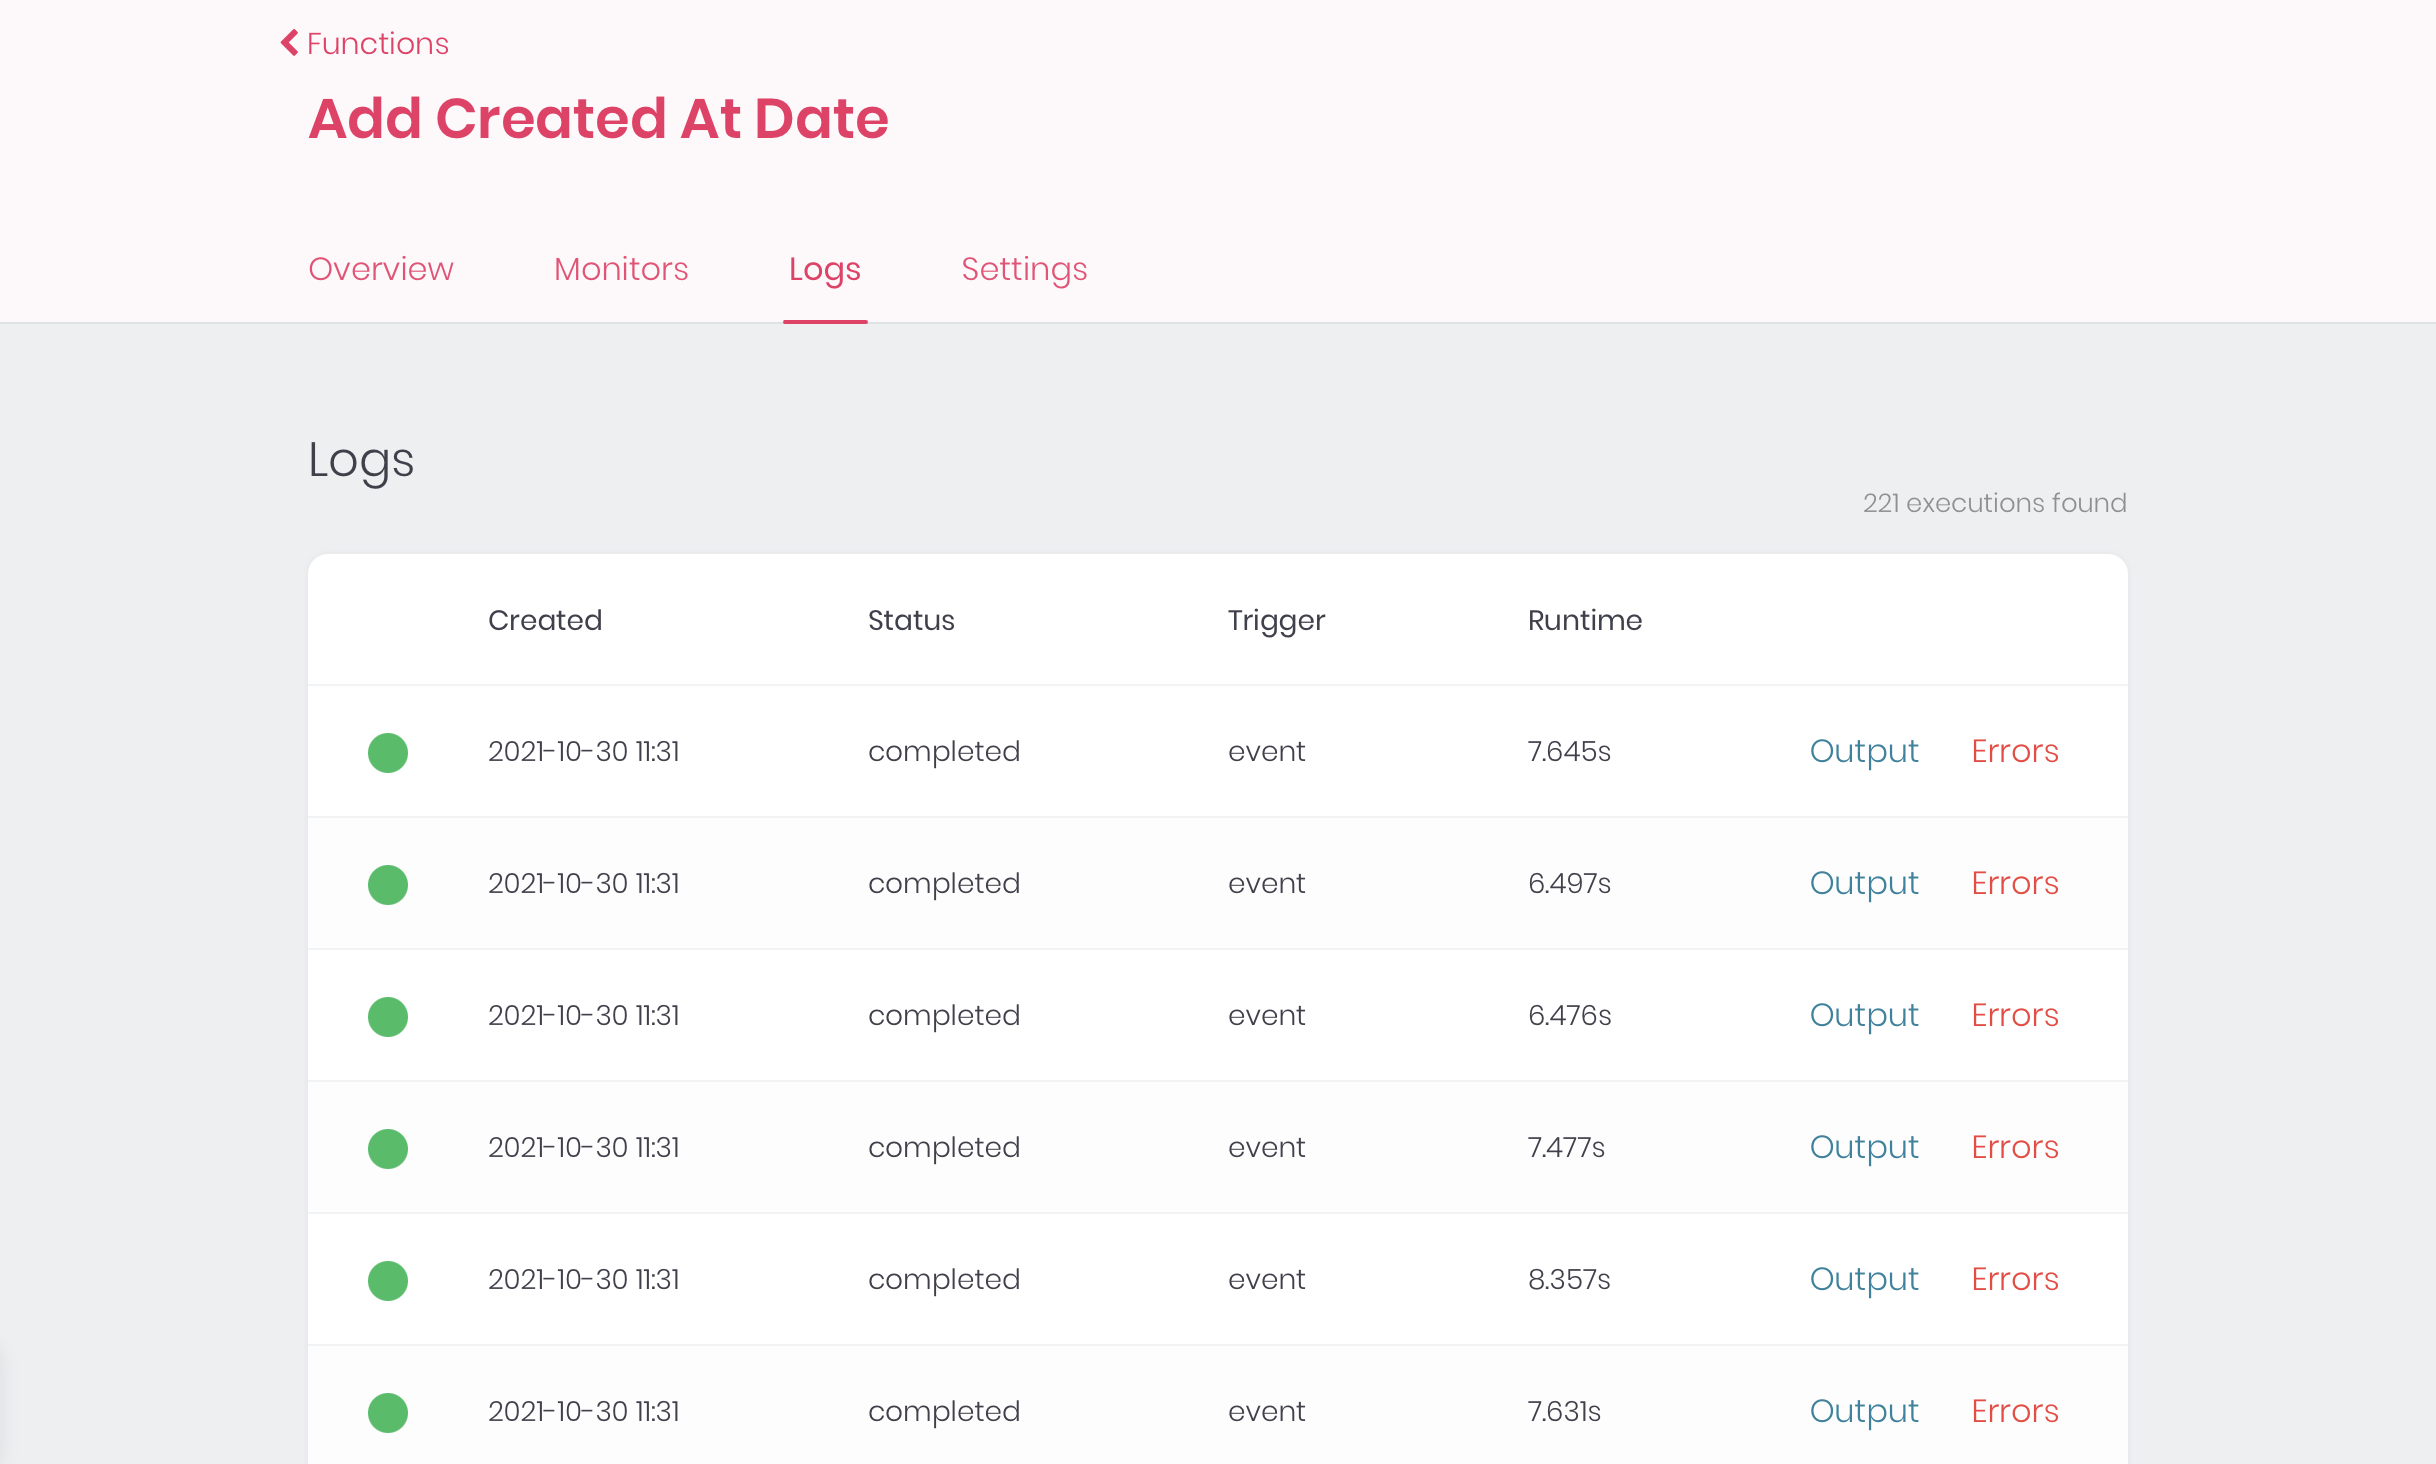 Functions
Add Created At Date
Overview Monitors Logs Settings
Logs
221 executions found
Created Status Trigger Runtime
2021-10-30 11:31 completed event 7.645s Output Errors
2021-10-30 11:31 completed event 6.497s Output Errors
2021-10-30 11:31 completed event 6.476s Output Errors
2021-10-30 11:31 completed event 7.477s Output Errors
2021-10-30 11:31 completed event 8.357s Output Errors
2021-10-30 11:31 completed event 7.631s Output Errors